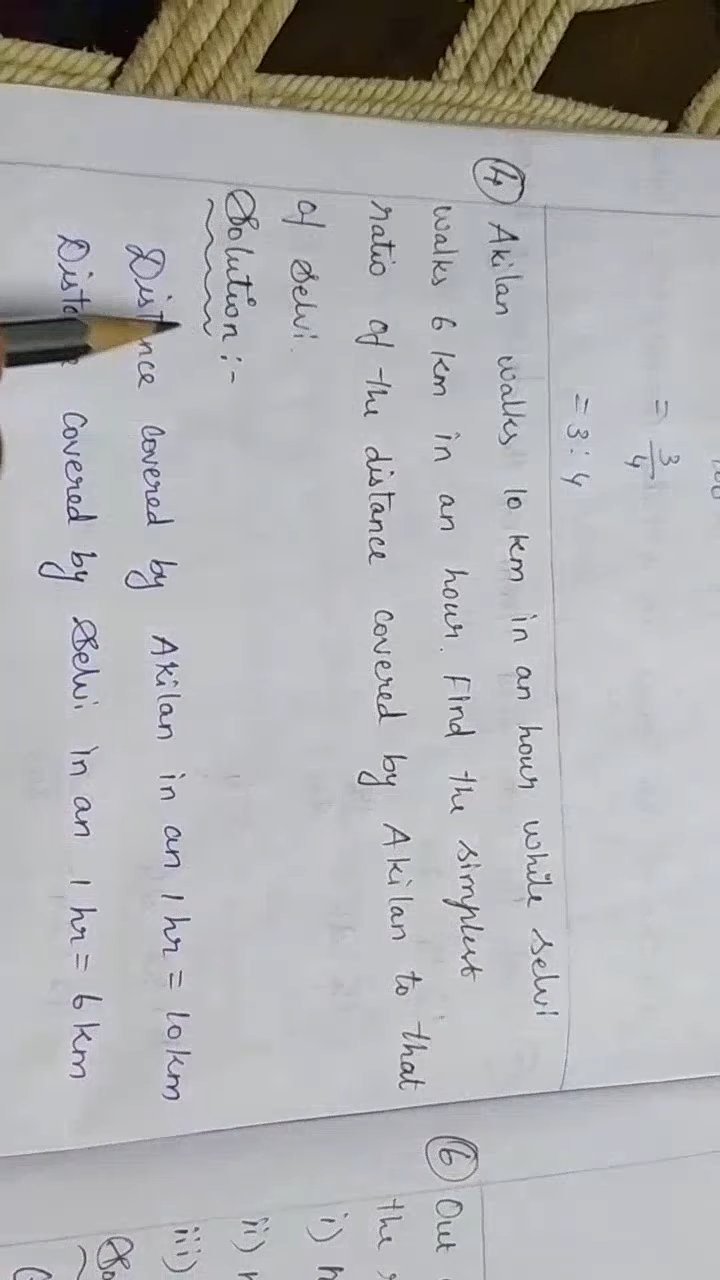 = 3/4
= 3:4
④ Akilan walks 10 km in an hour while selvi
walks 6 km in an hour. Find the simplest
ratio of the distance covered by Akilan to that
of selvi.
Solution :-
Distance covered by Akilan in an 1 hr = 10 km
covered by Selvi in an 1 hr = 6 km
⑥ Out
the
i)
ii)
iii)